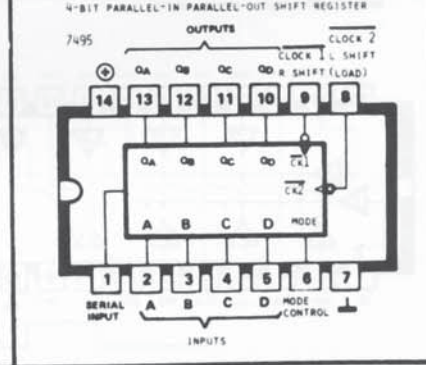 4-BIT PARALLEL-IN PARALLEL-OUT SHIFT REGISTER
7495
OUTPUTS
CLOCK 2
CLOCK 1 L SHIFT
QA QB QC QD R SHIFT (LOAD)
14 13 12 11 10 9 8
QA QB QC QD CK1
CK2
A B C D MODE
1 2 3 4 5 6 7
SERIAL INPUT
A B C D MODE CONTROL
INPUTS